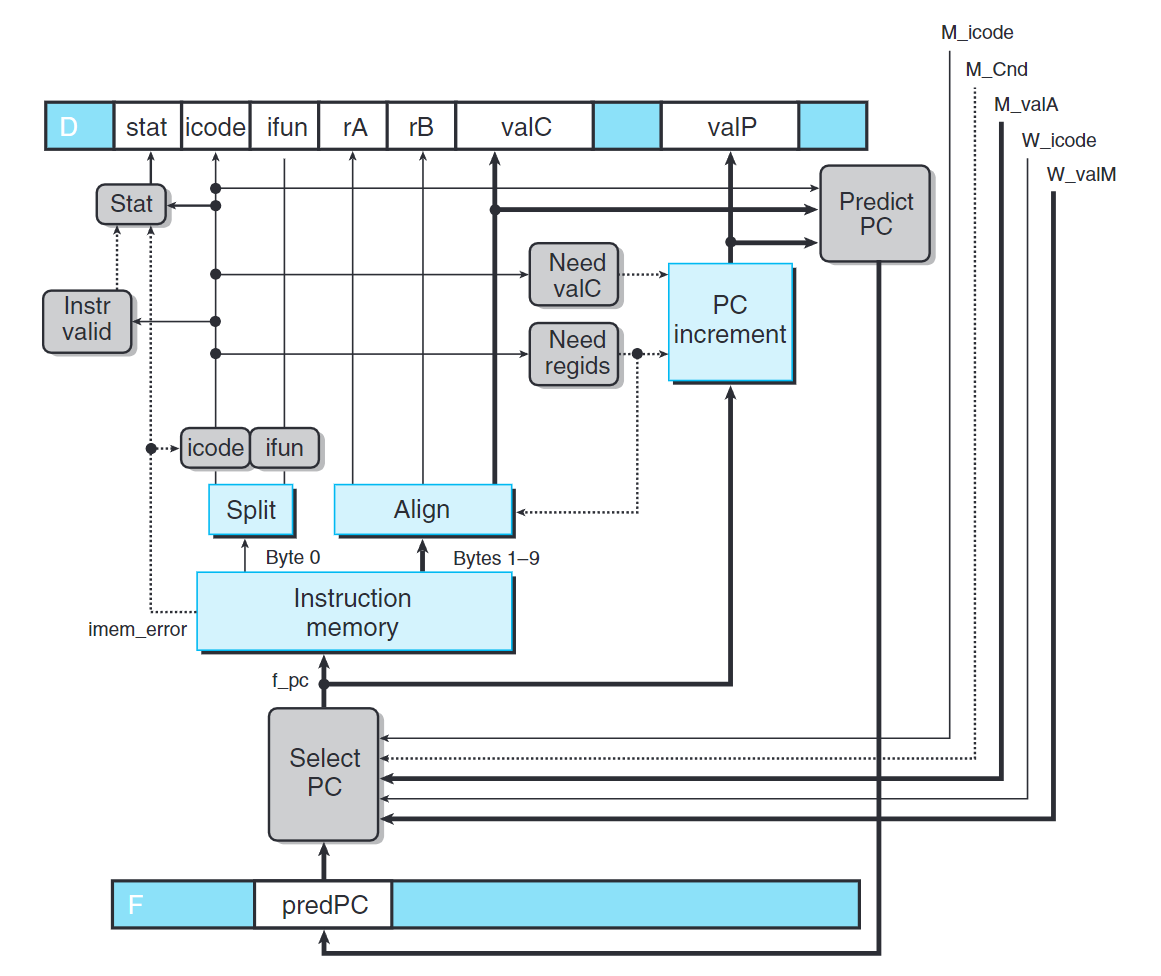 M_icode
M_Cnd
M_valA
W_icode
W_valM
D stat icode ifun rA rB valC valP
Stat
Predict
PC
Need
valC
Instr
valid
PC
increment
Need
regids
icode ifun
Split
Align
Byte 0
Bytes 1–9
Instruction
memory
imem_error
f_pc
Select
PC
F predPC